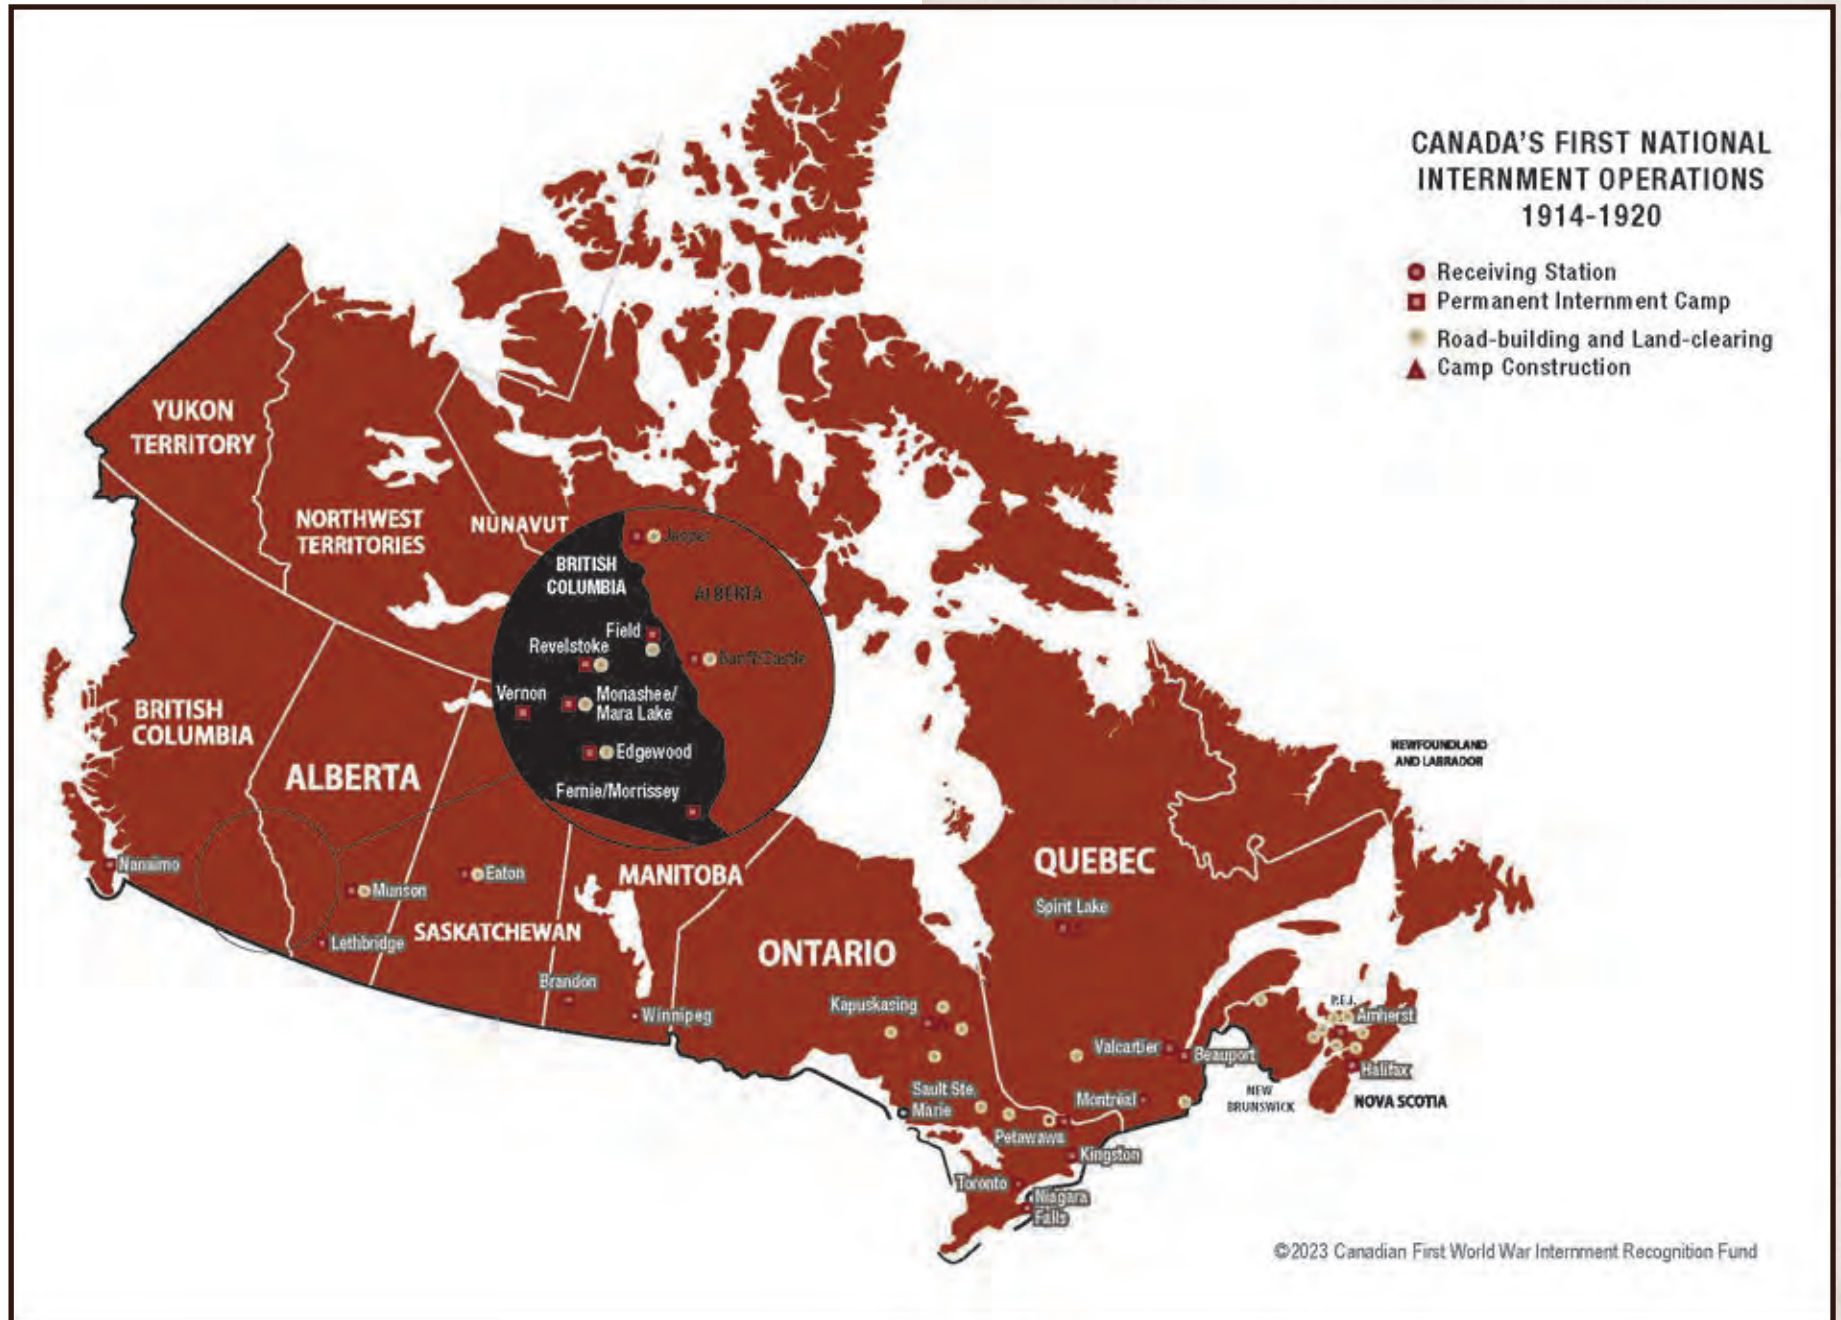 CANADA'S FIRST NATIONAL
INTERNMENT OPERATIONS
1914-1920
Receiving Station
Permanent Internment Camp
Road-building and Land-clearing
Camp Construction
YUKON
TERRITORY
NORTHWEST
TERRITORIES
NUNAVUT
Jasper
BRITISH
COLUMBIA
ALBERTA
Field
Revelstoke
Banff/Castle
Vernon
Monashee/
Mara Lake
Edgewood
Fernie/Morrissey
BRITISH
COLUMBIA
ALBERTA
NEWFOUNDLAND
AND LABRADOR
Nanaimo
Munson
Eaton
MANITOBA
QUEBEC
Spirit Lake
Lethbridge
SASKATCHEWAN
ONTARIO
Brandon
Winnipeg
Kapuskasing
P.E.I.
Amherst
Valcartier
Beauport
Halifax
Sault Ste.
Marie
Montréal
NEW
BRUNSWICK
NOVA SCOTIA
Petawawa
Kingston
Toronto
Niagara
Falls
©2023 Canadian First World War Internment Recognition Fund